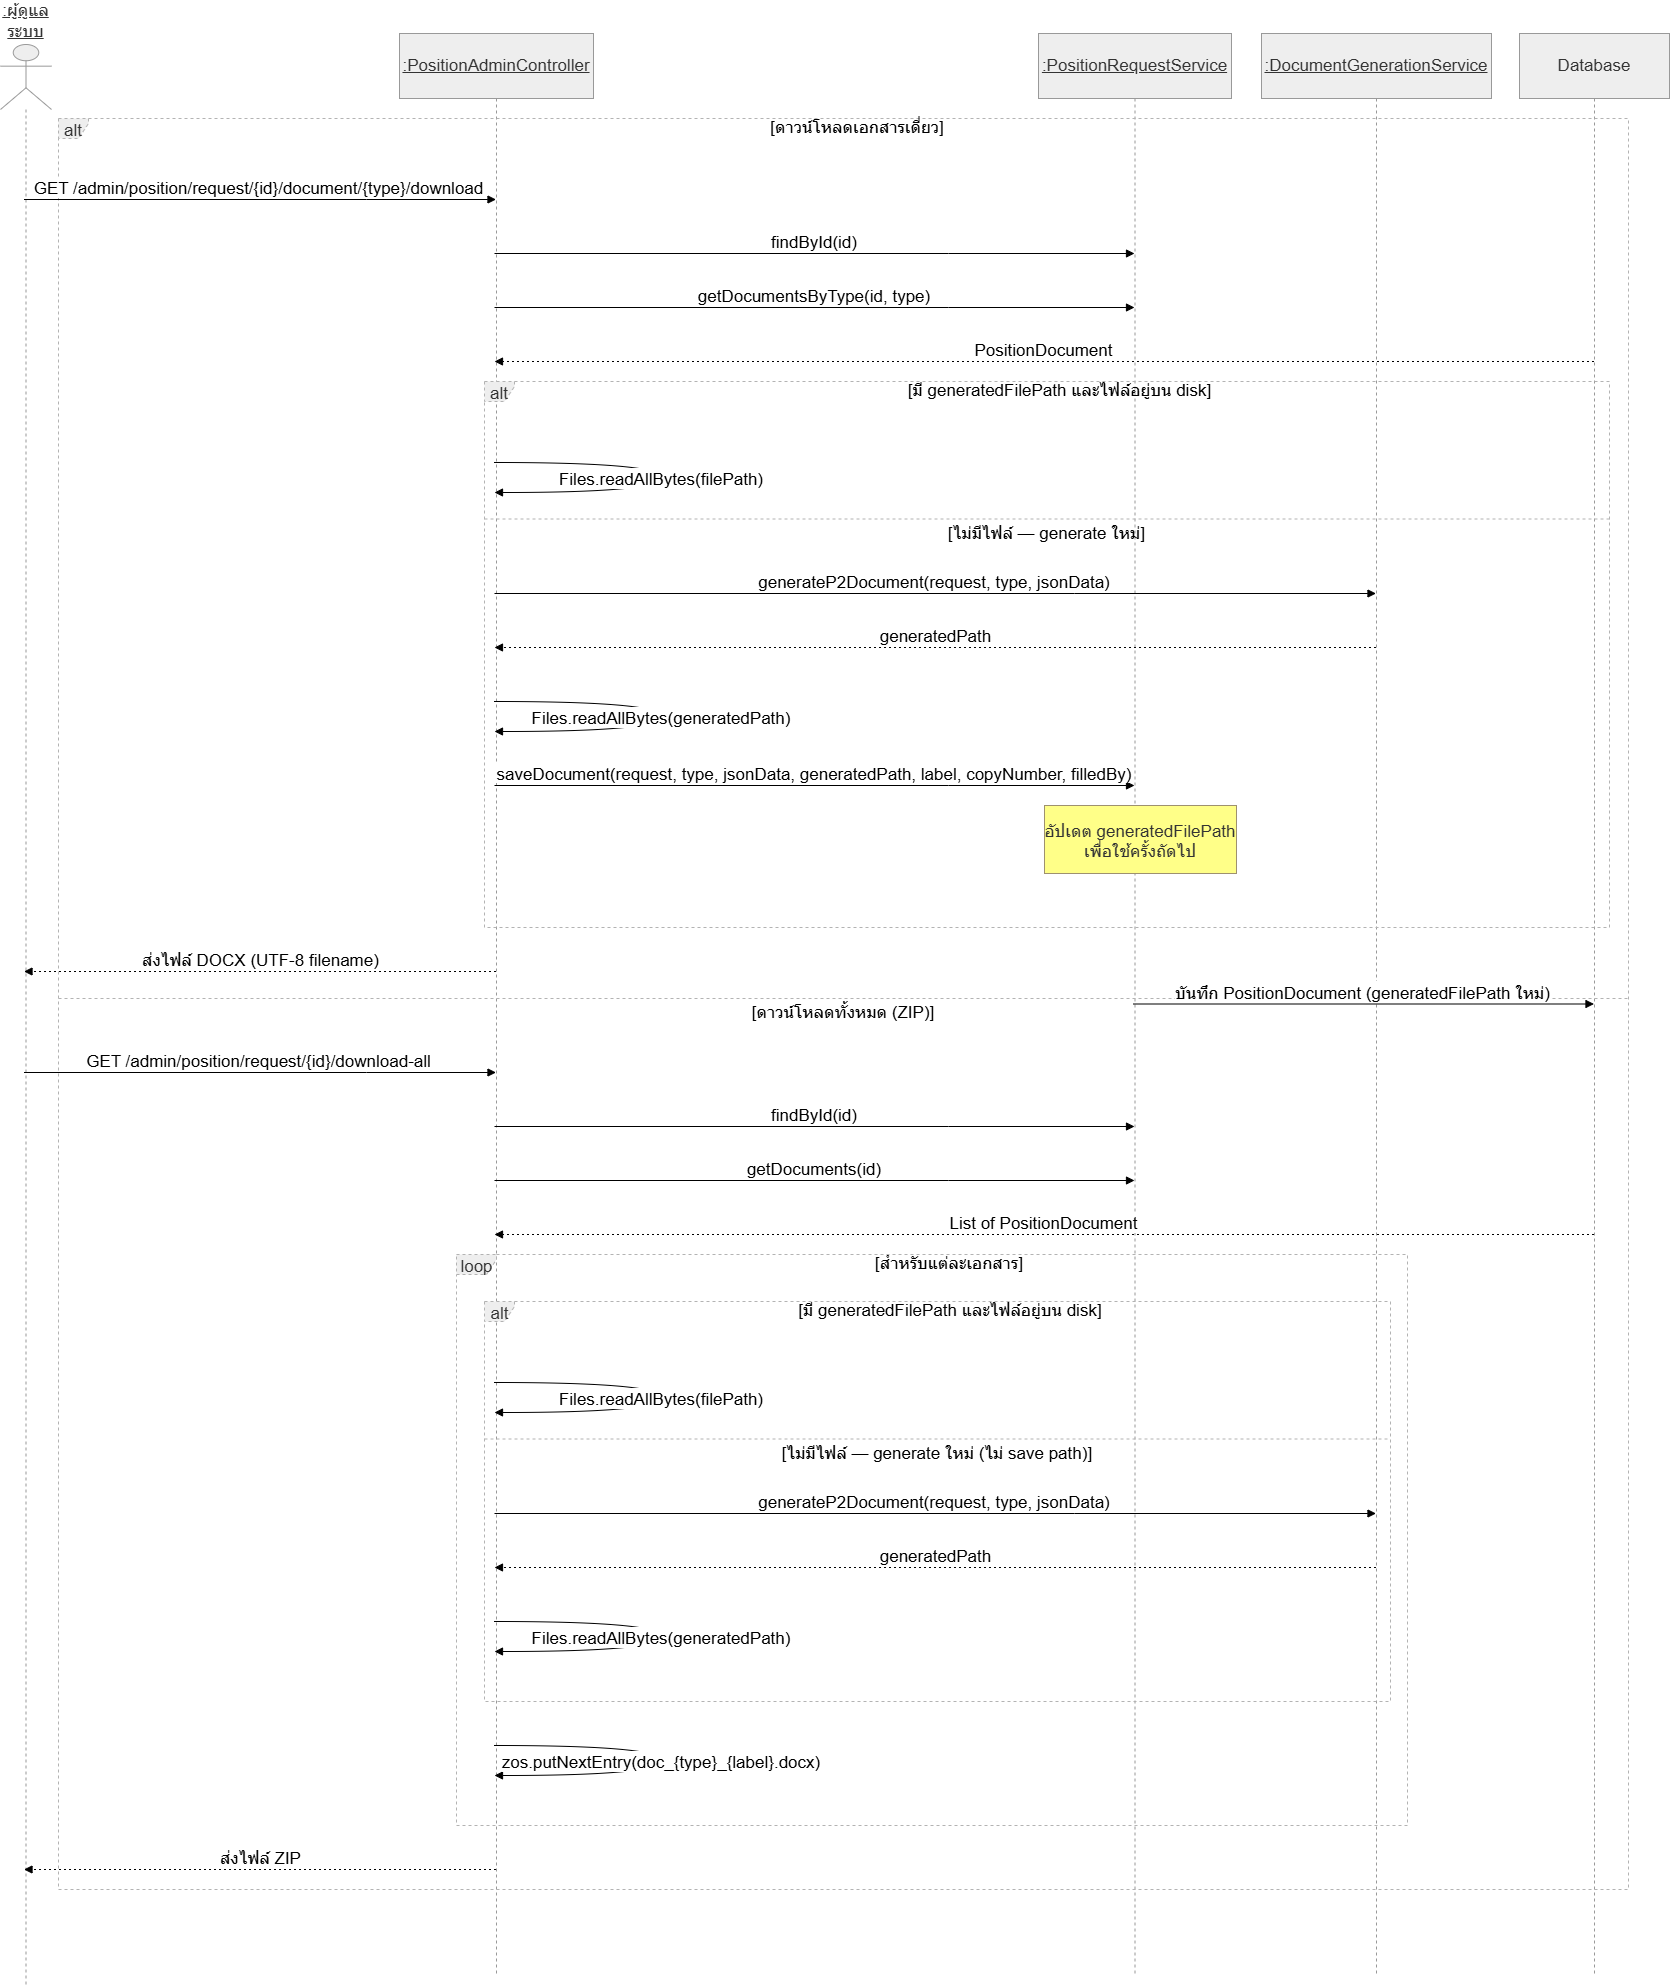 :ผู้ดูแล
ระบบ
:PositionAdminController
:PositionRequestService
:DocumentGenerationService
Database
alt
[ดาวน์โหลดเอกสารเดี่ยว]
GET /admin/position/request/{id}/document/{type}/download
findById(id)
getDocumentsByType(id, type)
PositionDocument
alt
[มี generatedFilePath และไฟล์อยู่บน disk]
Files.readAllBytes(filePath)
[ไม่มีไฟล์ — generate ใหม่]
generateP2Document(request, type, jsonData)
generatedPath
Files.readAllBytes(generatedPath)
saveDocument(request, type, jsonData, generatedPath, label, copyNumber, filledBy)
อัปเดต generatedFilePath
เพื่อใช้ครั้งถัดไป
ส่งไฟล์ DOCX (UTF-8 filename)
บันทึก PositionDocument (generatedFilePath ใหม่)
[ดาวน์โหลดทั้งหมด (ZIP)]
GET /admin/position/request/{id}/download-all
findById(id)
getDocuments(id)
List of PositionDocument
loop
[สำหรับแต่ละเอกสาร]
alt
[มี generatedFilePath และไฟล์อยู่บน disk]
Files.readAllBytes(filePath)
[ไม่มีไฟล์ — generate ใหม่ (ไม่ save path)]
generateP2Document(request, type, jsonData)
generatedPath
Files.readAllBytes(generatedPath)
zos.putNextEntry(doc_{type}_{label}.docx)
ส่งไฟล์ ZIP